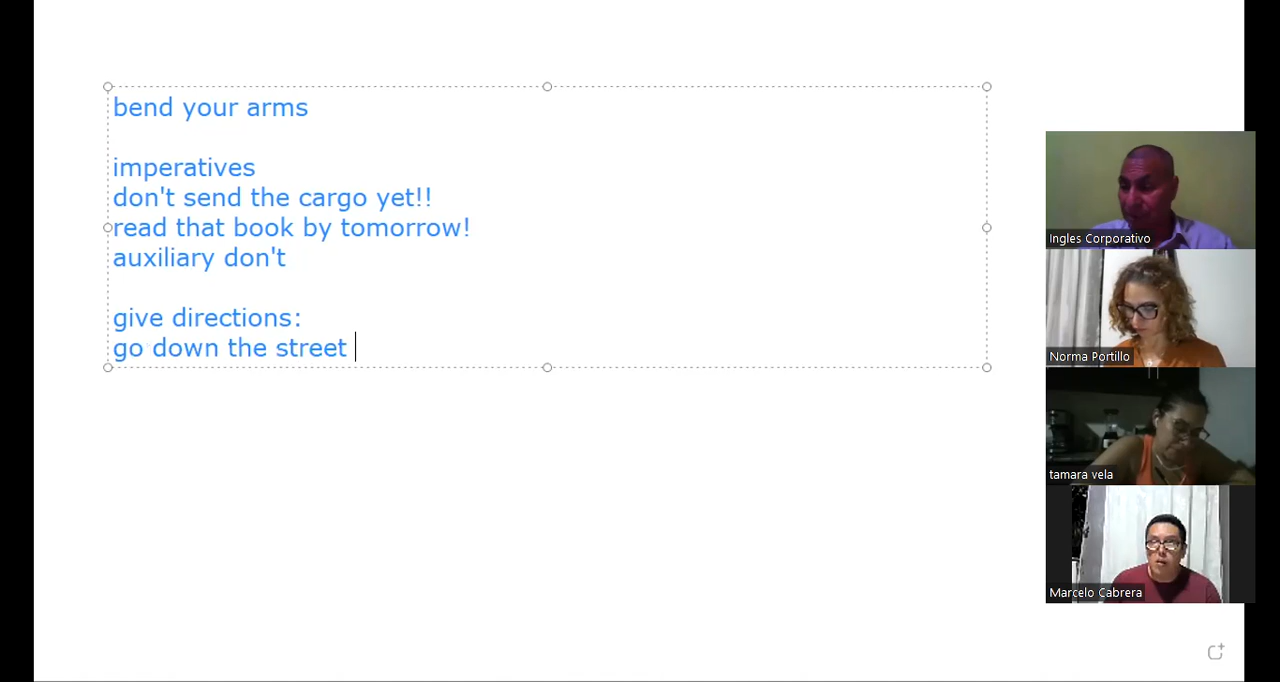 bend your arms
imperatives
don't send the cargo yet!!
read that book by tomorrow!
auxiliary don't
give directions:
go down the street
Ingles Corporativo
Norma Portillo
tamara vela
Marcelo Cabrera